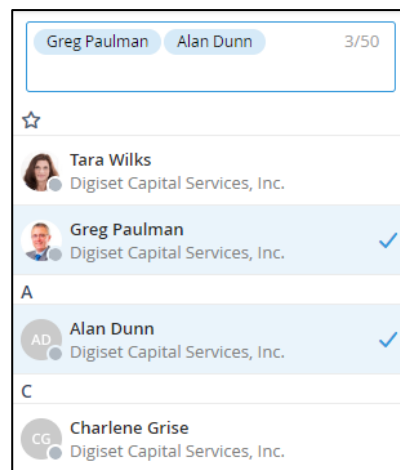 Greg Paulman Alan Dunn 3/50
Tara Wilks
Digiset Capital Services, Inc.
Greg Paulman
Digiset Capital Services, Inc.
A
AD
Alan Dunn
Digiset Capital Services, Inc.
C
CG
Charlene Grise
Digiset Capital Services, Inc.